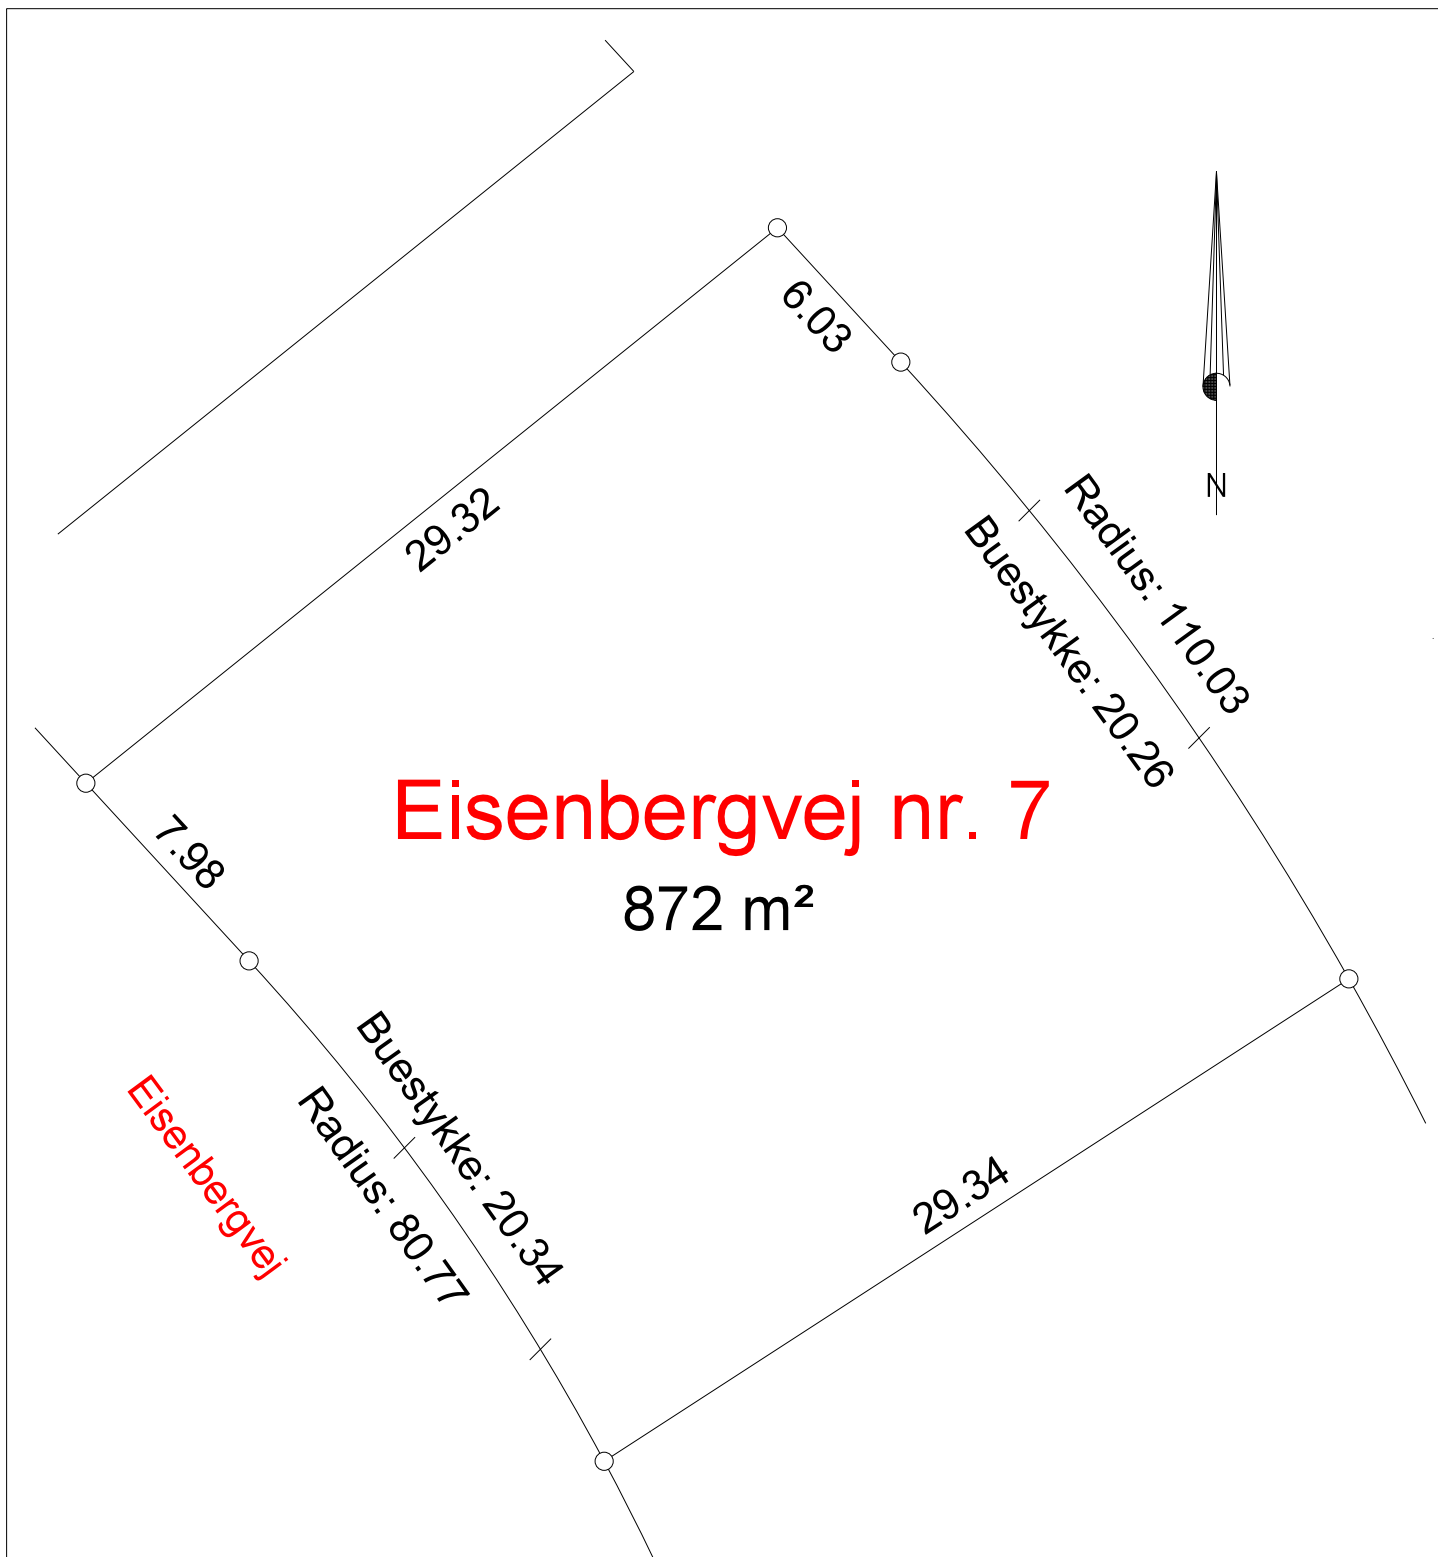 6.03
29.32
N
Radius: 110.03
Buestykke: 20.26
Eisenbergvej nr. 7
872 m²
7.98
Buestykke: 20.34
Radius: 80.77
Eisenbergvej
29.34